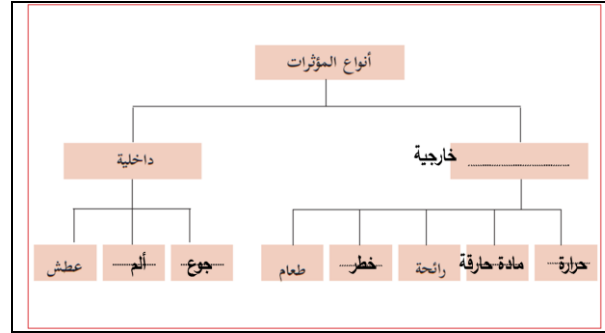 أنواع المؤثرات
خارجية
داخلية
حرارة
مادة حارقة
رائحة
خطر
طعام
جوع
ألم
عطش